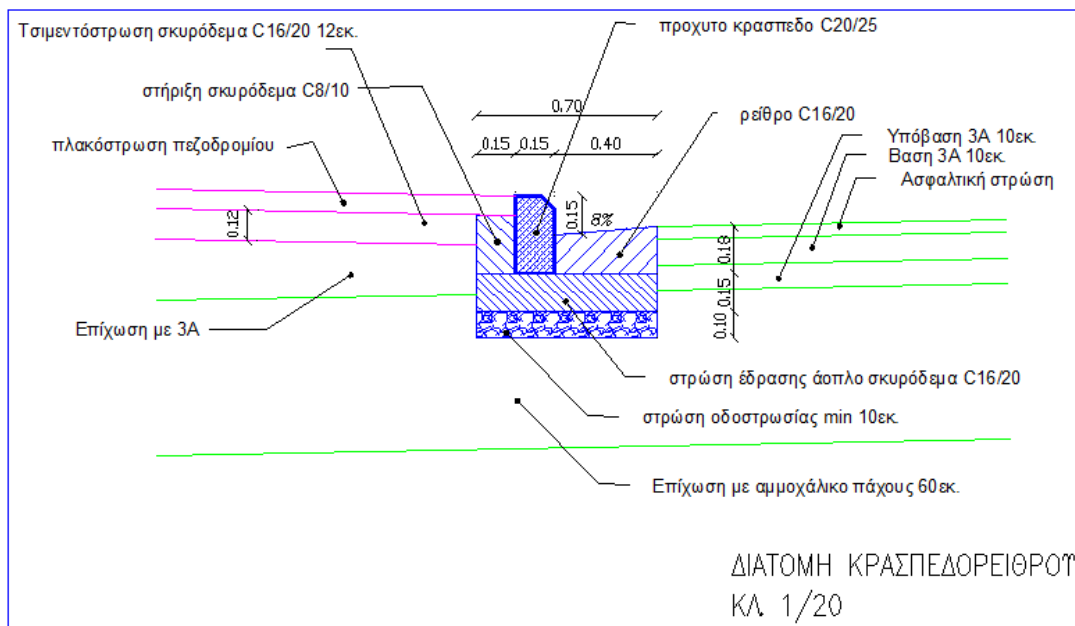 Τσιμεντόστρωση σκυρόδεμα C16/20 12εκ.
προχυτο κρασπεδο C20/25
στήριξη σκυρόδεμα C8/10
0.70
ρείθρο C16/20
πλακόστρωση πεζοδρομίου
0.15 0.15 0.40
Υπόβαση 3Α 10εκ.
Βαση 3Α 10εκ.
Ασφαλτική στρώση
0.12
0.15
8%
0.18
0.15
0.10
Επίχωση με 3Α
στρώση έδρασης άοπλο σκυρόδεμα C16/20
στρώση οδοστρωσίας min 10εκ.
Επίχωση με αμμοχάλικο πάχους 60εκ.
ΔΙΑΤΟΜΗ ΚΡΑΣΠΕΔΟΡΕΙΘΡΟΥ
ΚΛ. 1/20